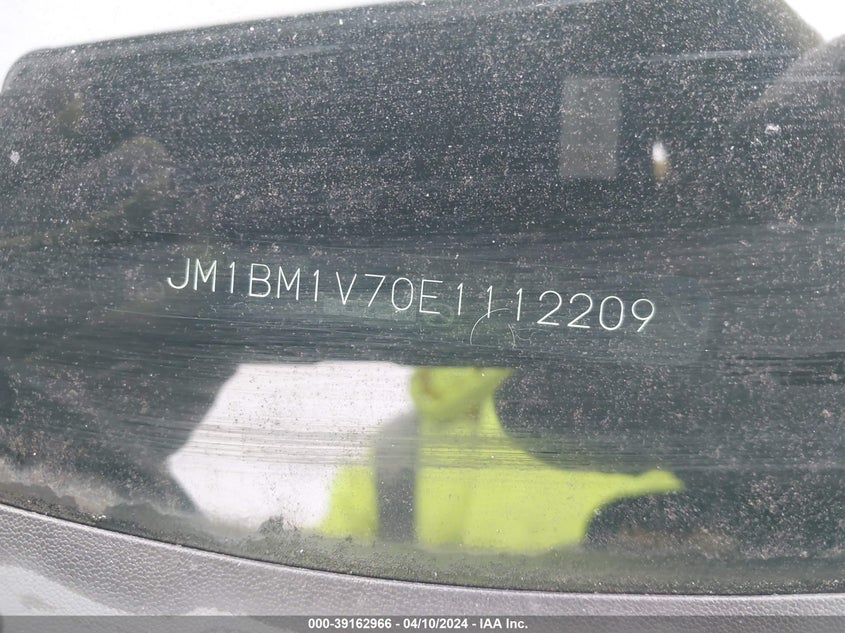 JM1BM1V70E1112209
000-39162966 - 04/10/2024 - IAA Inc.